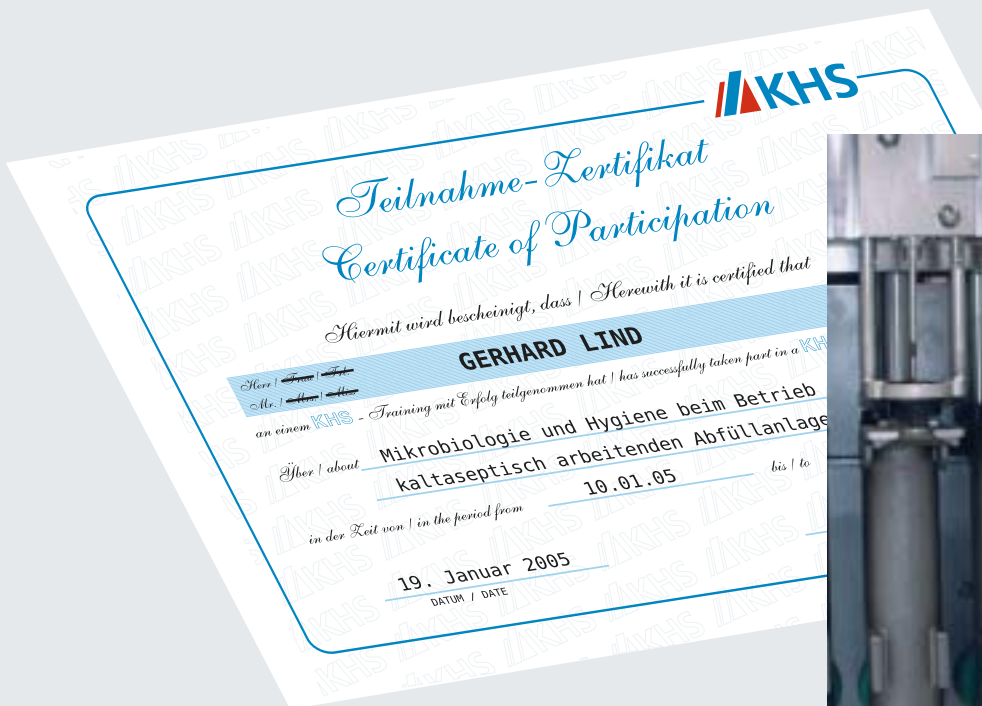 KHS
Teilnahme-Zertifikat
Certificate of Participation
Hiermit wird bescheinigt, dass | Herewith it is certified that
Herr | Frau | Frl.
Mr. | Mrs. | Miss
GERHARD LIND
an einem KHS - Training mit Erfolg teilgenommen hat | has successfully taken part in a KH
Über | about Mikrobiologie und Hygiene beim Betrieb
kaltaseptisch arbeitenden Abfüllanlage
in der Zeit von | in the period from 10.01.05 bis | to
19. Januar 2005
DATUM / DATE